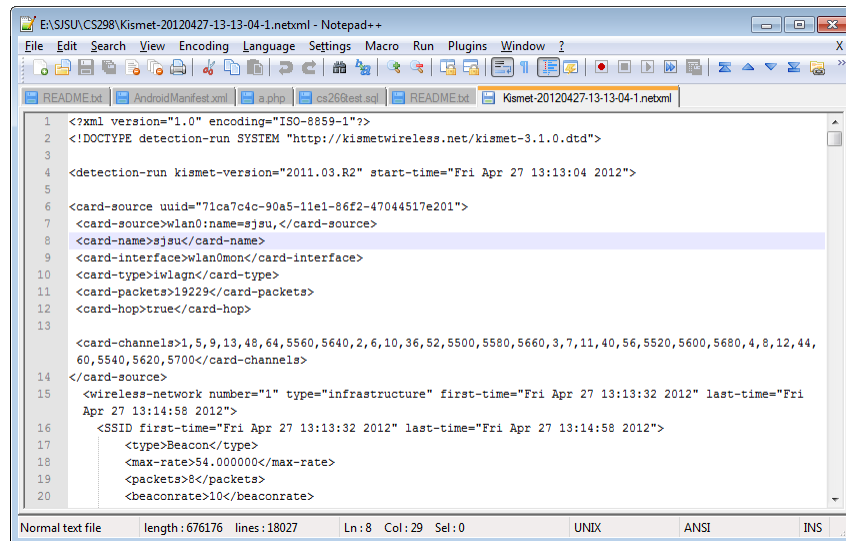 E:\SJSU\CS298\Kismet-20120427-13-13-04-1.netxml - Notepad++
File Edit Search View Encoding Language Settings Macro Run Plugins Window ? X
README.txt AndroidManifest.xml a.php cs266test.sql README.txt Kismet-20120427-13-13-04-1.netxml
1 <?xml version="1.0" encoding="ISO-8859-1"?>
2 <!DOCTYPE detection-run SYSTEM "http://kismetwireless.net/kismet-3.1.0.dtd">
3
4 <detection-run kismet-version="2011.03.R2" start-time="Fri Apr 27 13:13:04 2012">
5
6 <card-source uuid="71ca7c4c-90a5-11e1-86f2-47044517e201">
7 <card-source>wlan0:name=sjsu,</card-source>
8 <card-name>sjsu</card-name>
9 <card-interface>wlan0mon</card-interface>
10 <card-type>iwlagn</card-type>
11 <card-packets>19229</card-packets>
12 <card-hop>true</card-hop>
13
<card-channels>1,5,9,13,48,64,5560,5640,2,6,10,36,52,5500,5580,5660,3,7,11,40,56,5520,5600,5680,4,8,12,44,
60,5540,5620,5700</card-channels>
14 </card-source>
15 <wireless-network number="1" type="infrastructure" first-time="Fri Apr 27 13:13:32 2012" last-time="Fri
Apr 27 13:14:58 2012">
16 <SSID first-time="Fri Apr 27 13:13:32 2012" last-time="Fri Apr 27 13:14:58 2012">
17 <type>Beacon</type>
18 <max-rate>54.000000</max-rate>
19 <packets>8</packets>
20 <beaconrate>10</beaconrate>
Normal text file length : 676176 lines : 18027 Ln : 8 Col : 29 Sel : 0 UNIX ANSI INS